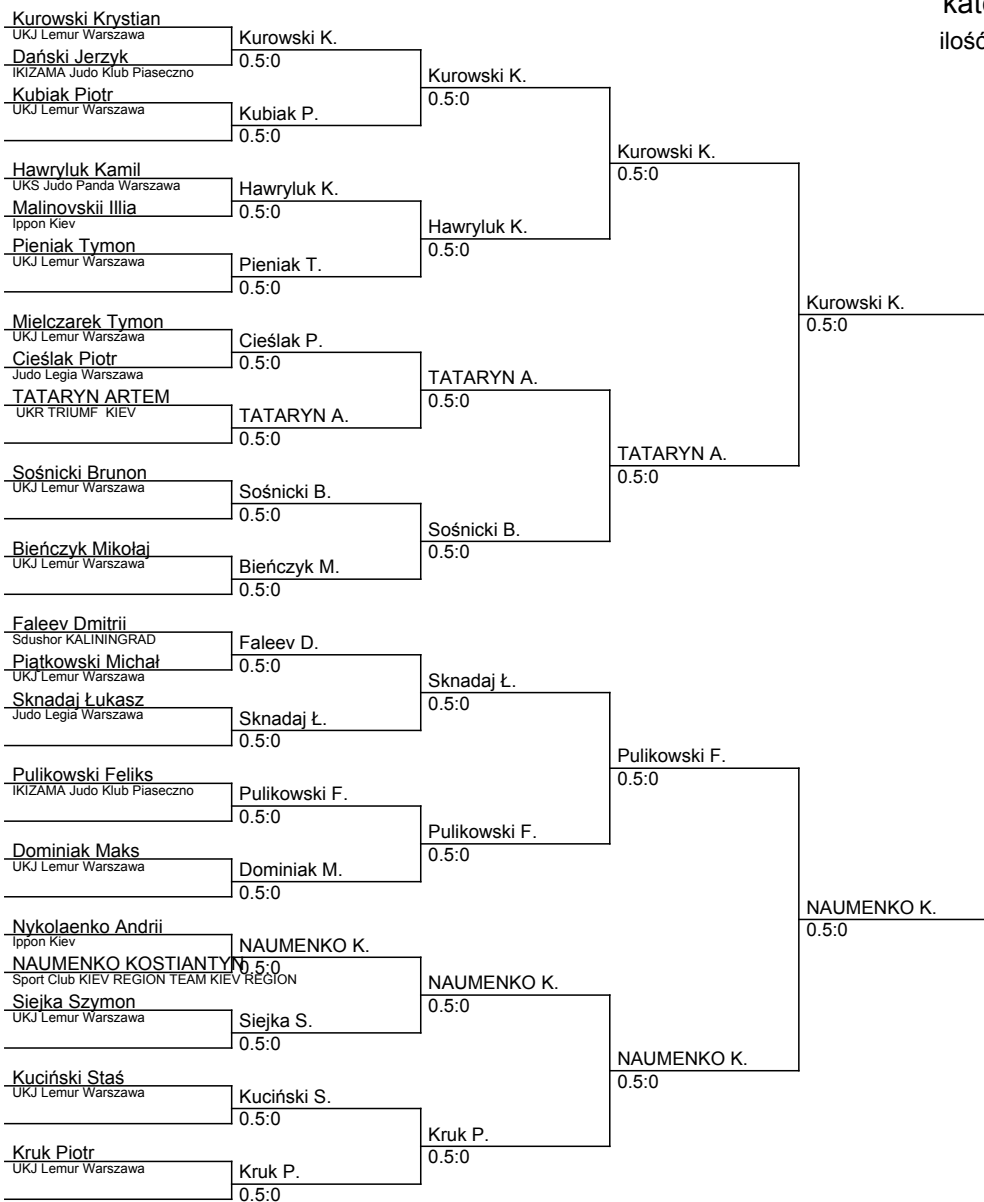 Kurowski Krystian
UKJ Lemur Warszawa
Dański Jerzyk
IKIZAMA Judo Klub Piaseczno
Kubiak Piotr
UKJ Lemur Warszawa
Hawryluk Kamil
UKS Judo Panda Warszawa
Malinovskii Illia
Ippon Kiev
Pieniak Tymon
UKJ Lemur Warszawa
Mielczarek Tymon
UKJ Lemur Warszawa
Cieślak Piotr
Judo Legia Warszawa
TATARYN ARTEM
UKR TRIUMF KIEV
Sośnicki Brunon
UKJ Lemur Warszawa
Bieńczyk Mikołaj
UKJ Lemur Warszawa
Faleev Dmitrii
Sdushor KALININGRAD
Piątkowski Michał
UKJ Lemur Warszawa
Sknadaj Łukasz
Judo Legia Warszawa
Pulikowski Feliks
IKIZAMA Judo Klub Piaseczno
Dominiak Maks
UKJ Lemur Warszawa
Nykolaenko Andrii
Ippon Kiev
NAUMENKO KOSTIANTYN
Sport Club KIEV REGION TEAM KIEV REGION
Siejka Szymon
UKJ Lemur Warszawa
Kuciński Staś
UKJ Lemur Warszawa
Kruk Piotr
UKJ Lemur Warszawa
Kurowski K.
0.5:0
Kubiak P.
0.5:0
Hawryluk K.
0.5:0
Pieniak T.
0.5:0
Cieślak P.
0.5:0
TATARYN A.
0.5:0
Sośnicki B.
0.5:0
Bieńczyk M.
0.5:0
Faleev D.
0.5:0
Sknadaj Ł.
0.5:0
Pulikowski F.
0.5:0
Dominiak M.
0.5:0
NAUMENKO K.
0.5:0
Siejka S.
0.5:0
Kuciński S.
0.5:0
Kruk P.
0.5:0
Kurowski K.
0.5:0
Hawryluk K.
0.5:0
TATARYN A.
0.5:0
Sośnicki B.
0.5:0
Sknadaj Ł.
0.5:0
Pulikowski F.
0.5:0
NAUMENKO K.
0.5:0
Kruk P.
0.5:0
Kurowski K.
0.5:0
TATARYN A.
0.5:0
Pulikowski F.
0.5:0
NAUMENKO K.
0.5:0
Kurowski K.
0.5:0
NAUMENKO K.
0.5:0
ilość